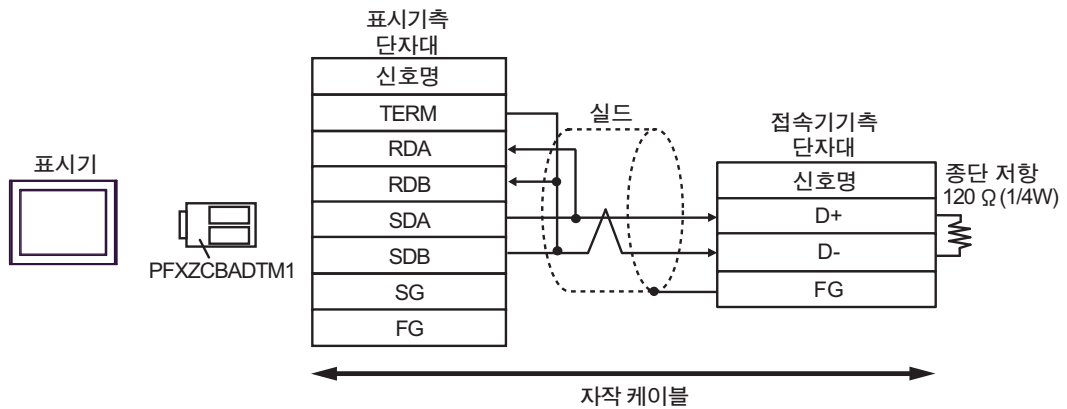 표시기
PFXZCBADTM1
표시기측
단자대
신호명
TERM
RDA
RDB
SDA
SDB
SG
FG
실드
접속기기측
단자대
신호명
D+
D-
FG
종단 저항
120 Ω (1/4W)
자작 케이블